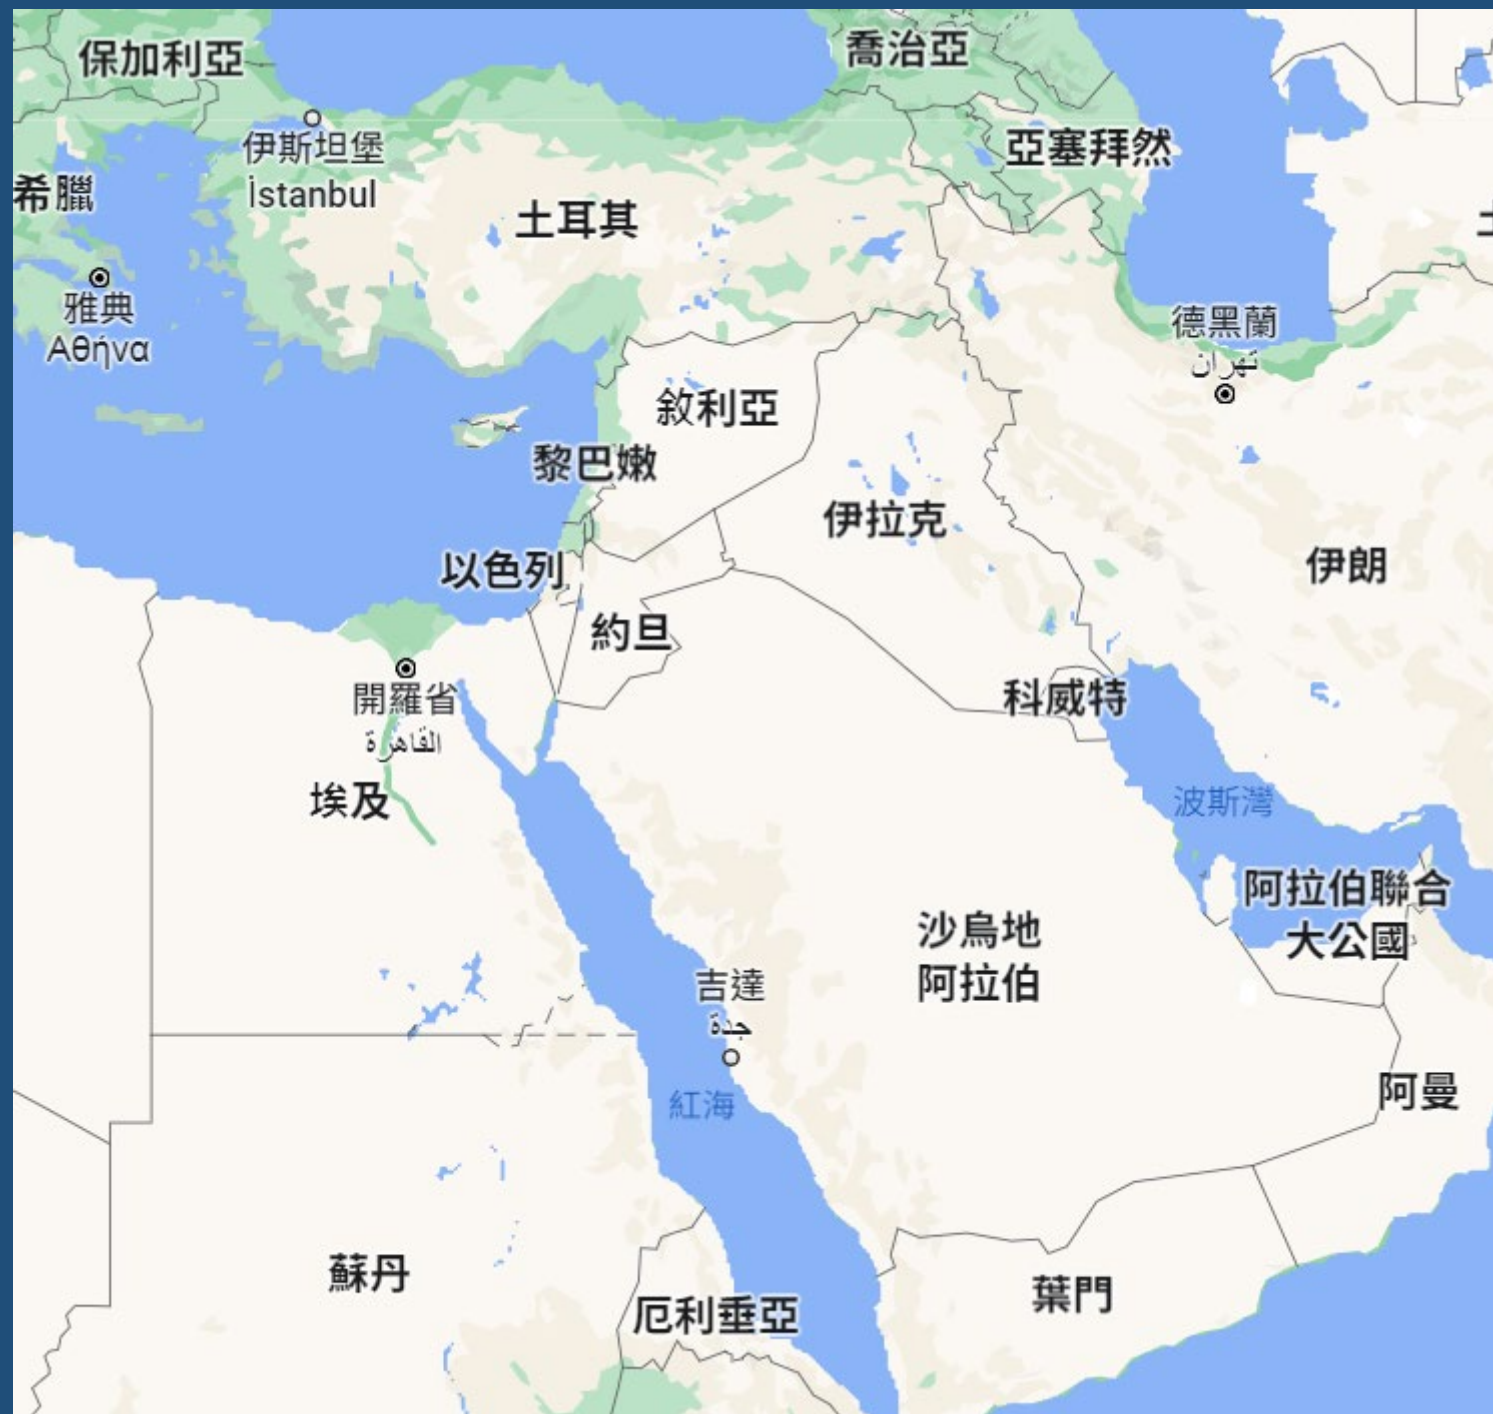 保加利亞
喬治亞
伊斯坦堡
İstanbul
亞塞拜然
希臘
土耳其
土
雅典
Αθήνα
德黑蘭
تهران
敘利亞
黎巴嫩
伊拉克
以色列
伊朗
約旦
開羅省
القاهرة
科威特
埃及
波斯灣
阿拉伯聯合
大公國
沙烏地
阿拉伯
吉達
جدة
紅海
阿曼
蘇丹
厄利垂亞
葉門